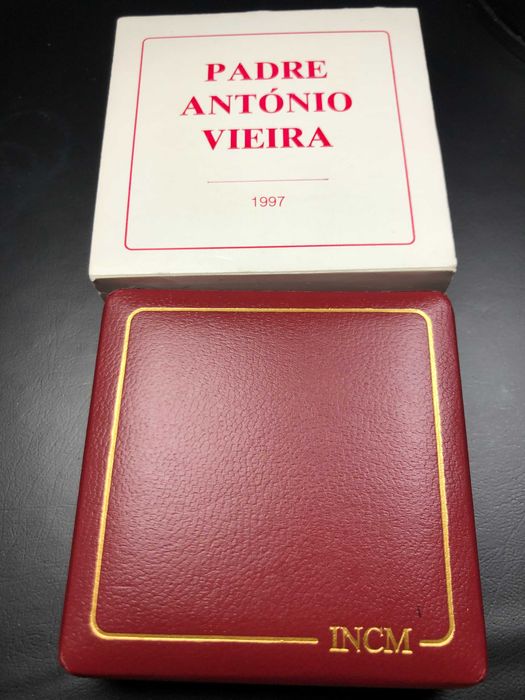 PADRE
ANTÓNIO
VIEIRA
1997
INCM